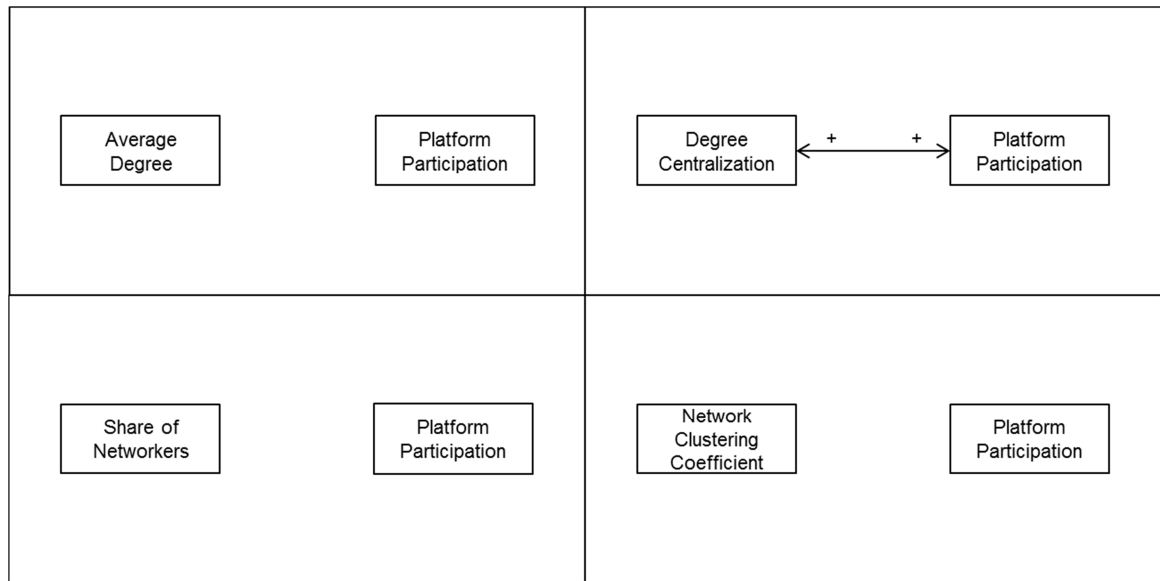 Average
Degree
Platform
Participation
Degree
Centralization
+ +
Platform
Participation
Share of
Networkers
Platform
Participation
Network
Clustering
Coefficient
Platform
Participation